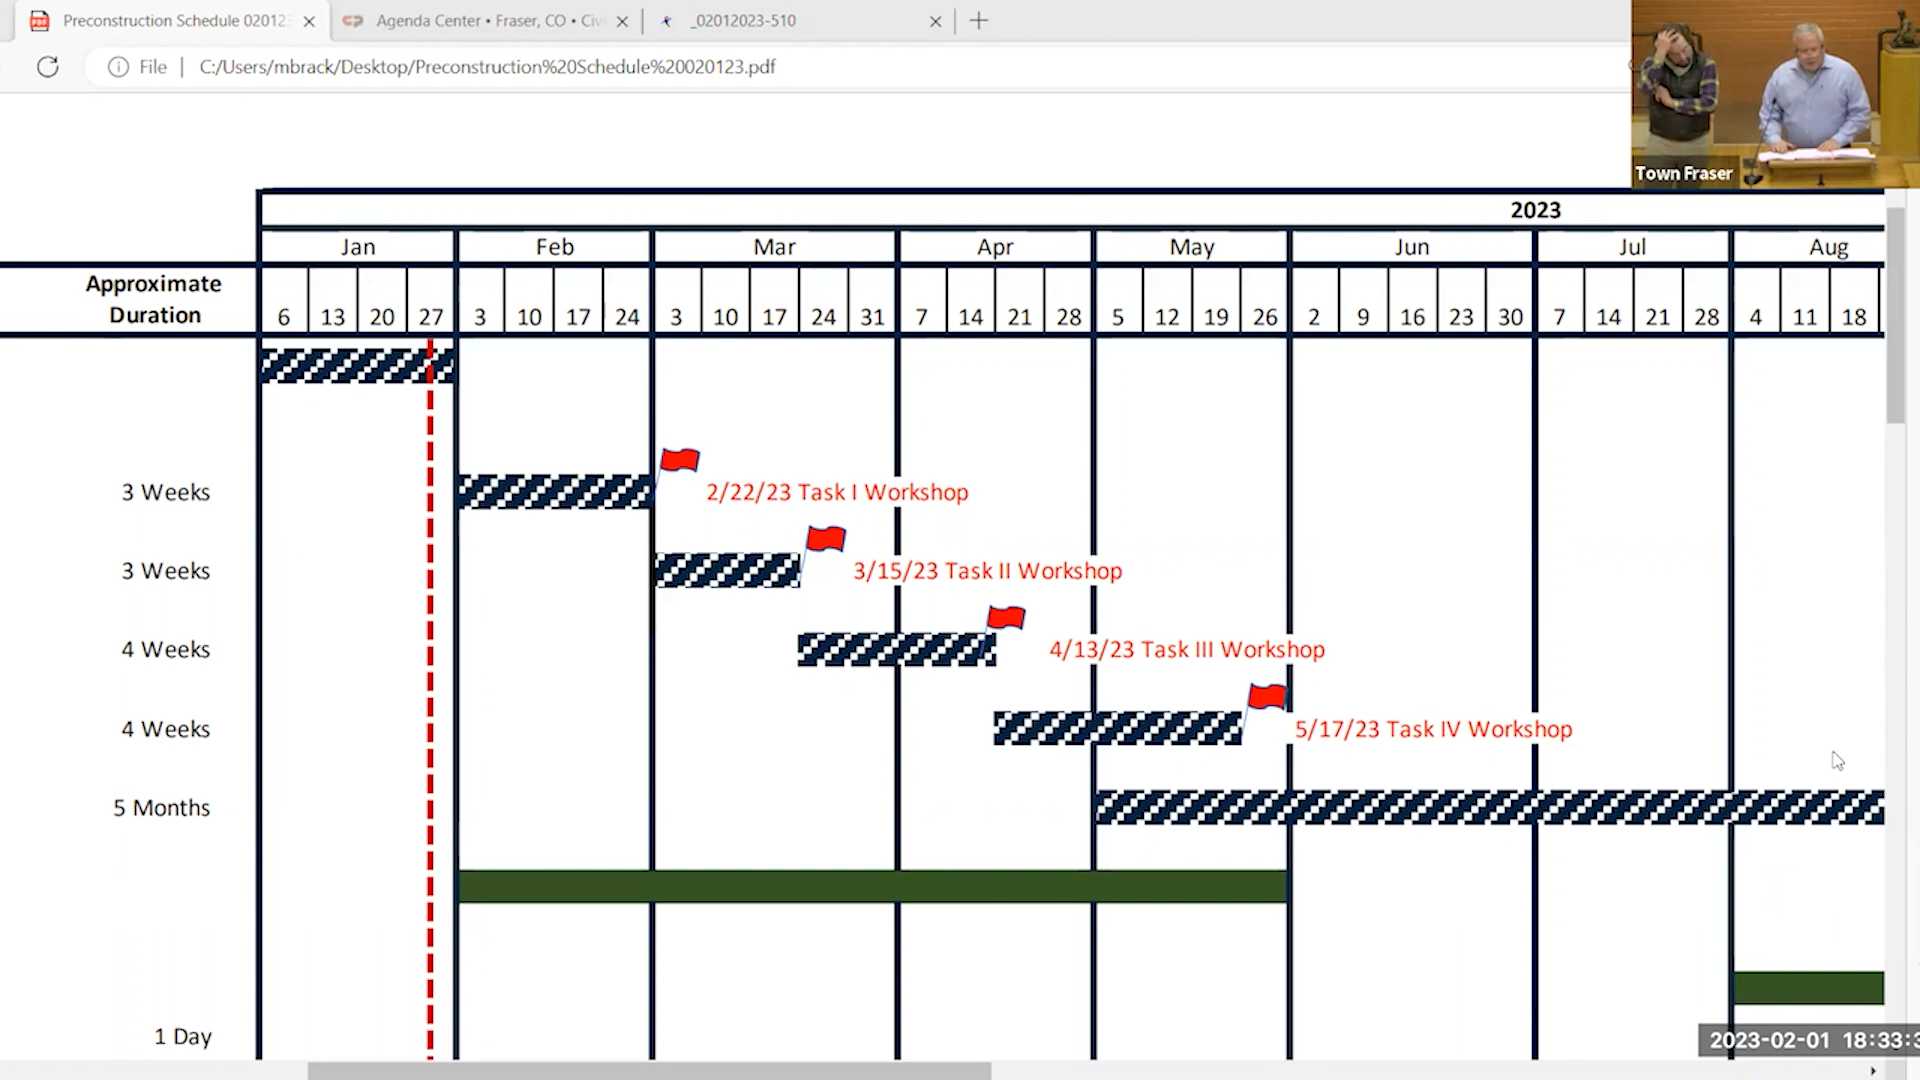 Preconstruction Schedule 02012
Agenda Center • Fraser, CO • Civ
_02012023-510
File | C:/Users/mbrack/Desktop/Preconstruction%20Schedule%20020123.pdf
Town Fraser
2023
Jan Feb Mar Apr May Jun Jul Aug
Approximate
Duration
6 13 20 27 3 10 17 24 3 10 17 24 31 7 14 21 28 5 12 19 26 2 9 16 23 30 7 14 21 28 4 11 18
3 Weeks 2/22/23 Task I Workshop
3 Weeks 3/15/23 Task II Workshop
4 Weeks 4/13/23 Task III Workshop
4 Weeks 5/17/23 Task IV Workshop
5 Months
1 Day
2023-02-01 18:33:3